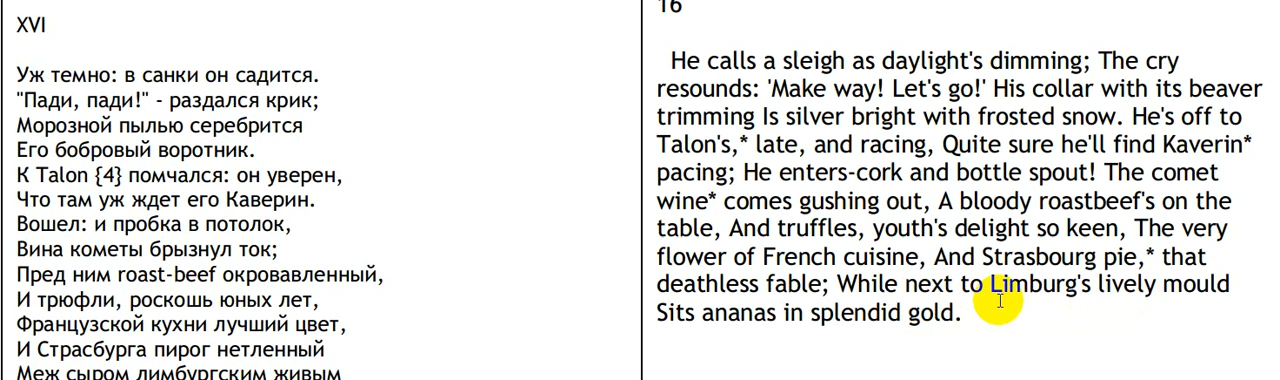 XVI
Уж темно: в санки он садится.
"Пади, пади!" - раздался крик;
Морозной пылью серебрится
Его бобровый воротник.
К Talon {4} помчался: он уверен,
Что там уж ждет его Каверин.
Вошел: и пробка в потолок,
Вина кометы брызнул ток;
Пред ним roast-beef окровавленный,
И трюфли, роскошь юных лет,
Французской кухни лучший цвет,
И Страсбурга пирог нетленный
Меж сыром лимбургским живым
16
He calls a sleigh as daylight's dimming; The cry
resounds: 'Make way! Let's go!' His collar with its beaver
trimming Is silver bright with frosted snow. He's off to
Talon's,* late, and racing, Quite sure he'll find Kaverin*
pacing; He enters-cork and bottle spout! The comet
wine* comes gushing out, A bloody roastbeef's on the
table, And truffles, youth's delight so keen, The very
flower of French cuisine, And Strasbourg pie,* that
deathless fable; While next to Limburg's lively mould
Sits ananas in splendid gold.